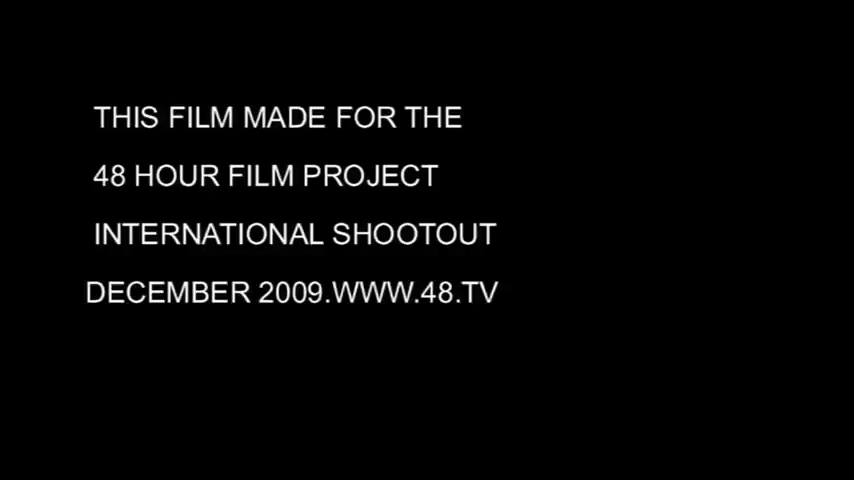 THIS FILM MADE FOR THE
48 HOUR FILM PROJECT
INTERNATIONAL SHOOTOUT
DECEMBER 2009.WWW.48.TV